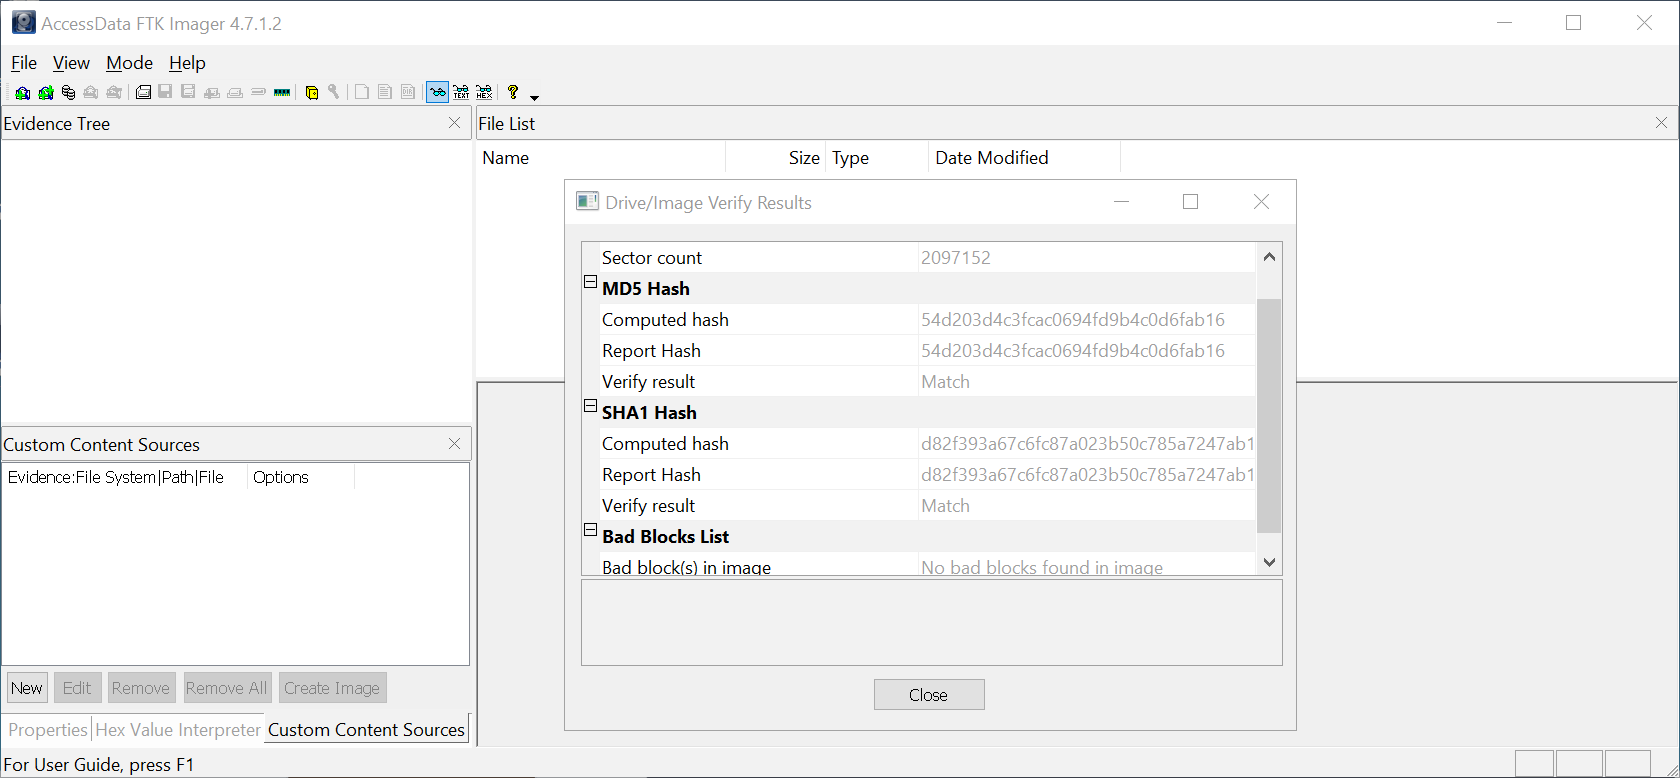 AccessData FTK Imager 4.7.1.2
File View Mode Help
TEXT HEX ?
Evidence Tree
File List
Name Size Type Date Modified
Drive/Image Verify Results
Sector count 2097152
MD5 Hash
Computed hash 54d203d4c3fcac0694fd9b4c0d6fab16
Report Hash 54d203d4c3fcac0694fd9b4c0d6fab16
Verify result Match
SHA1 Hash
Computed hash d82f393a67c6fc87a023b50c785a7247ab1
Report Hash d82f393a67c6fc87a023b50c785a7247ab1
Verify result Match
Bad Blocks List
Bad block(s) in image No bad blocks found in image
Close
Custom Content Sources
Evidence:File System|Path|File Options
New Edit Remove Remove All Create Image
Properties Hex Value Interpreter Custom Content Sources
For User Guide, press F1